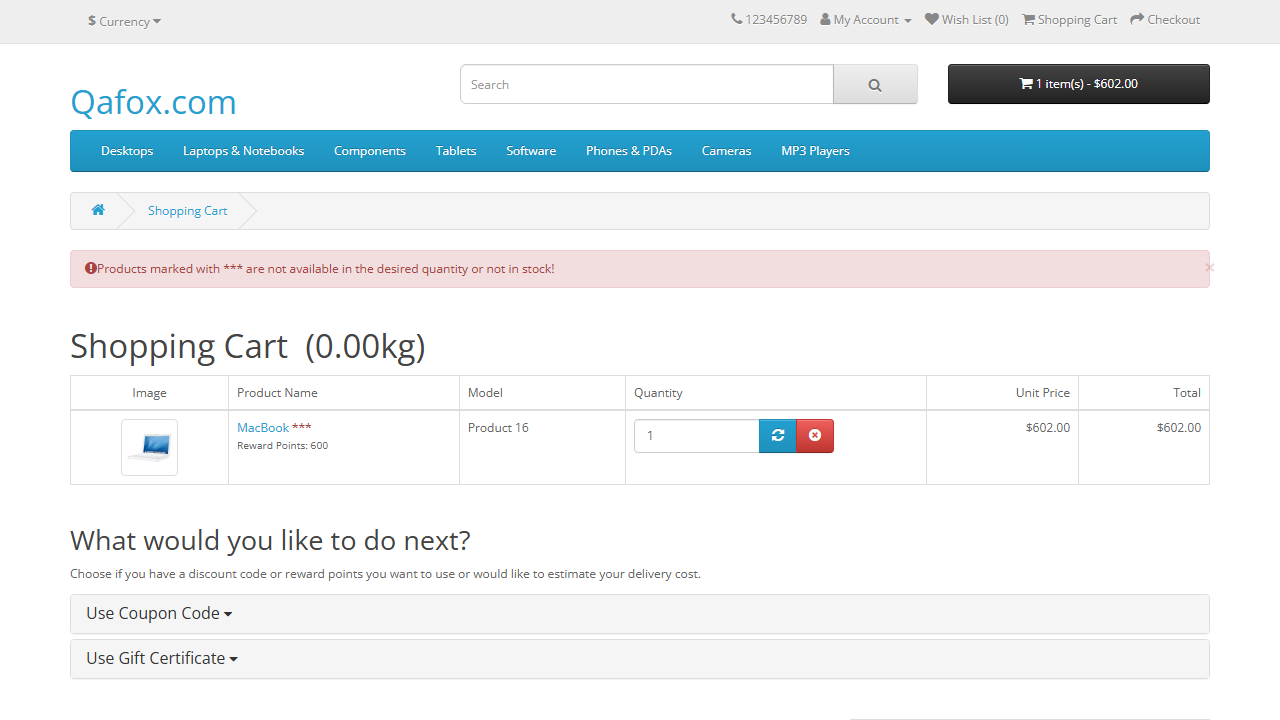 $ Currency
123456789 My Account Wish List (0) Shopping Cart Checkout
Qafox.com
Search
1 item(s) - $602.00
Desktops Laptops & Notebooks Components Tablets Software Phones & PDAs Cameras MP3 Players
Shopping Cart
Products marked with *** are not available in the desired quantity or not in stock!
×
Shopping Cart (0.00kg)
Image Product Name Model Quantity Unit Price Total
MacBook *** Product 16 1 $602.00 $602.00
Reward Points: 600
What would you like to do next?
Choose if you have a discount code or reward points you want to use or would like to estimate your delivery cost.
Use Coupon Code
Use Gift Certificate